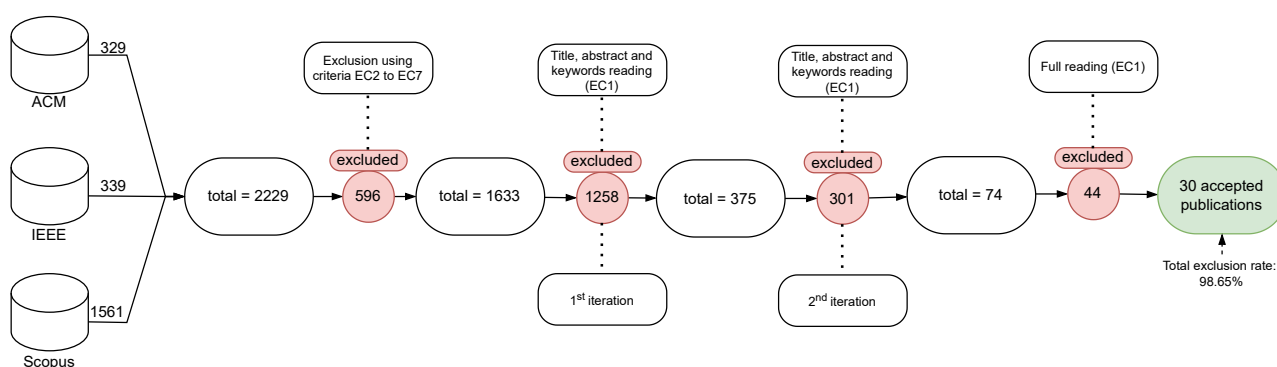 329
ACM
339
IEEE
1561
Scopus
total = 2229
Exclusion using
criteria EC2 to EC7
excluded
596
total = 1633
Title, abstract and
keywords reading
(EC1)
excluded
1258
1st iteration
total = 375
Title, abstract and
keywords reading
(EC1)
excluded
301
2nd iteration
total = 74
Full reading (EC1)
excluded
44
30 accepted
publications
Total exclusion rate:
98.65%